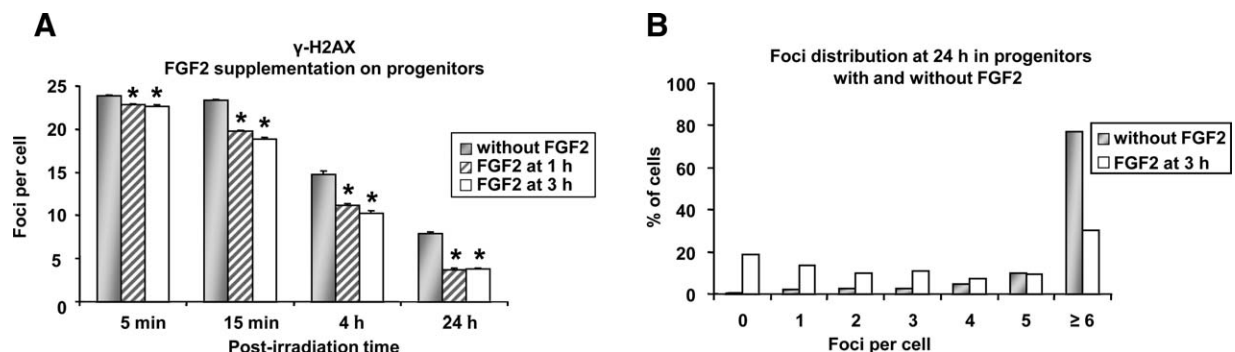 A
γ-H2AX
FGF2 supplementation on progenitors
25
20
15
10
5
0
Foci per cell
* *
* *
* *
* *
without FGF2
FGF2 at 1 h
FGF2 at 3 h
5 min 15 min 4 h 24 h
Post-irradiation time
B
Foci distribution at 24 h in progenitors
with and without FGF2
100
80
60
40
20
0
% of cells
without FGF2
FGF2 at 3 h
0 1 2 3 4 5 ≥ 6
Foci per cell